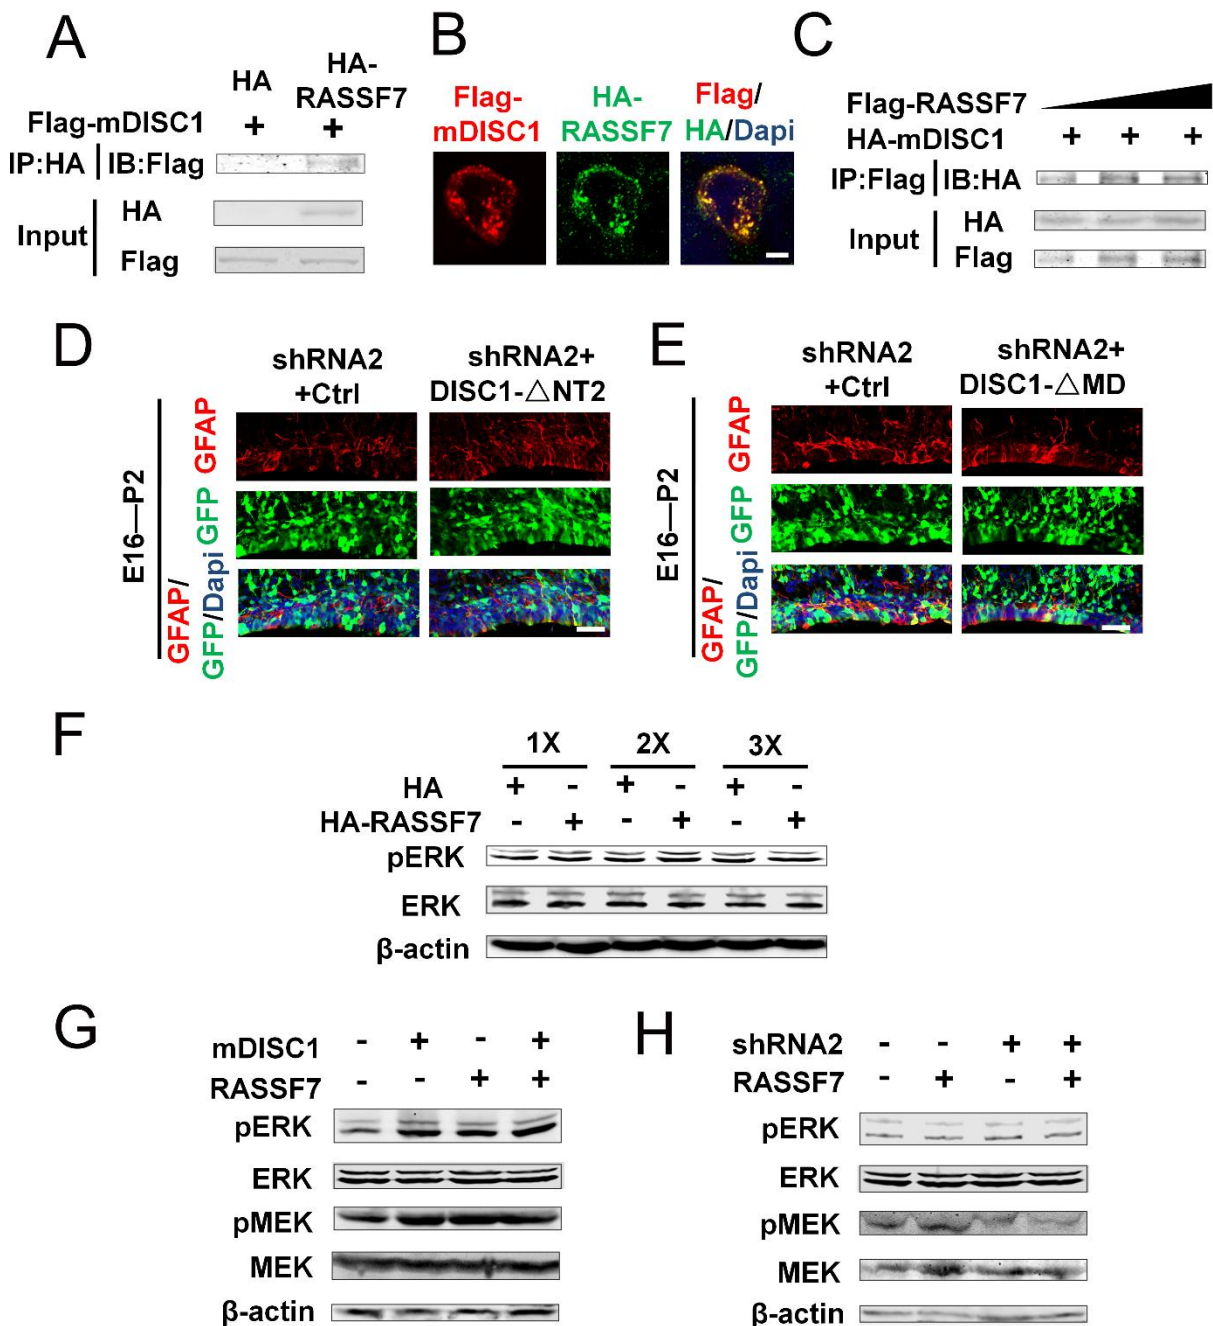 A
HA
HA-
RASSF7
Flag-mDISC1 + +
IP:HA IB:Flag
Input
HA
Flag
B
Flag-
mDISC1
HA-
RASSF7
Flag/
HA/Dapi
C
Flag-RASSF7
HA-mDISC1 + + +
IP:Flag IB:HA
Input
HA
Flag
D
shRNA2
+Ctrl
shRNA2+
DISC1-△NT2
E16—P2
GFAP/
GFP/Dapi GFP GFAP
E
shRNA2
+Ctrl
shRNA2+
DISC1-△MD
E16—P2
GFAP/
GFP/Dapi GFP GFAP
F
1X 2X 3X
HA + - + - + -
HA-RASSF7 - + - + - +
pERK
ERK
β-actin
G
mDISC1 - + - +
RASSF7 - - + +
pERK
ERK
pMEK
MEK
β-actin
H
shRNA2 - - + +
RASSF7 - + - +
pERK
ERK
pMEK
MEK
β-actin